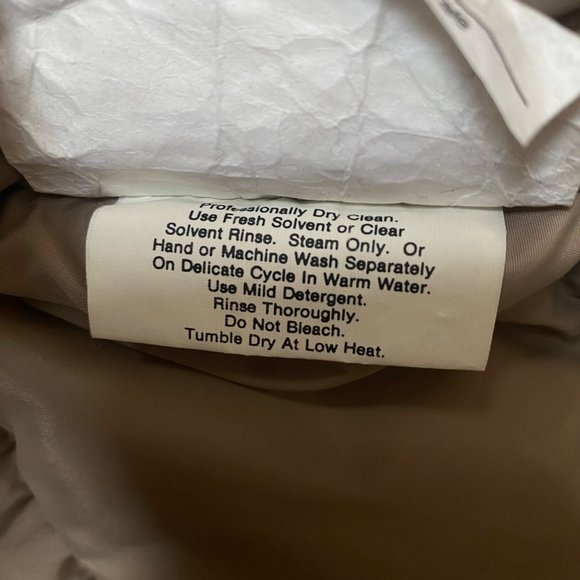 Professionally Dry Clean.
Use Fresh Solvent or Clear
Solvent Rinse. Steam Only. Or
Hand or Machine Wash Separately
On Delicate Cycle In Warm Water.
Use Mild Detergent.
Rinse Thoroughly.
Do Not Bleach.
Tumble Dry At Low Heat.